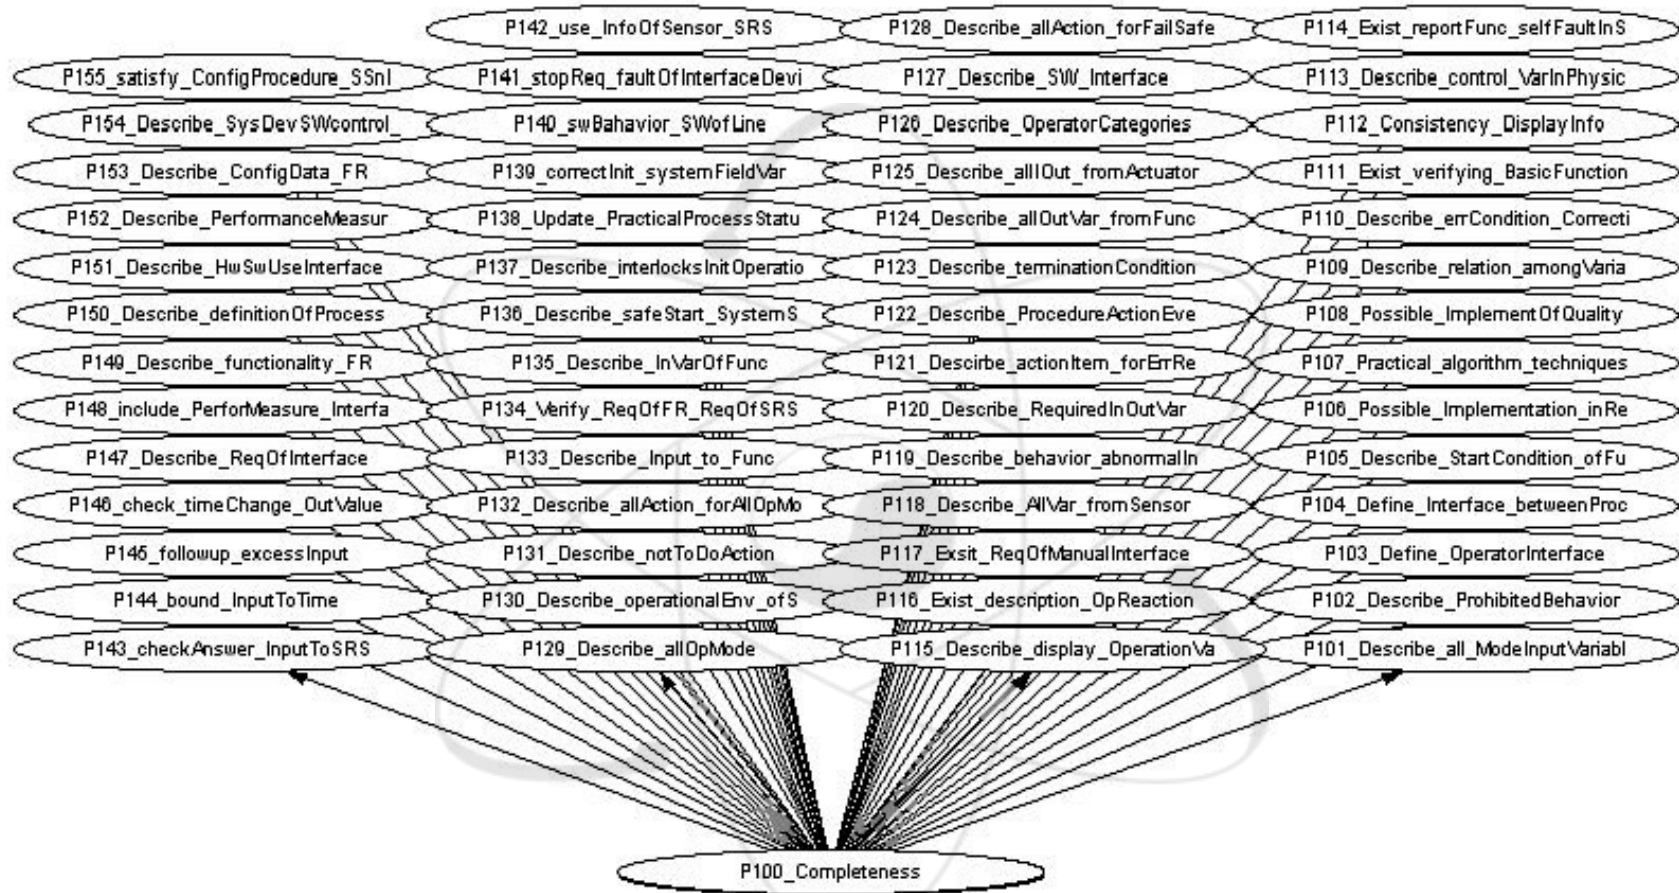 P142_use_InfoOfSensor_SRS
P128_Describe_allAction_forFailSafe
P114_Exist_reportFunc_selfFaultInS
P155_satisfy_ConfigProcedure_SSnI
P141_stopReq_faultOfInterfaceDevi
P127_Describe_SW_Interface
P113_Describe_control_VarInPhysic
P154_Describe_SysDevSWcontrol_
P140_swBahavior_SWofLine
P126_Describe_OperatorCategories
P112_Consistency_DisplayInfo
P153_Describe_ConfigData_FR
P139_correctInit_systemFieldVar
P125_Describe_allIOut_fromActuator
P111_Exist_verifying_BasicFunction
P152_Describe_PerformanceMeasur
P138_Update_PracticalProcessStatu
P124_Describe_allOutVar_fromFunc
P110_Describe_errCondition_Correcti
P151_Describe_HwSwUseInterface
P137_Describe_interlocksInitOperatio
P123_Describe_terminationCondition
P109_Describe_relation_amongVaria
P150_Describe_definitionOfProcess
P136_Describe_safeStart_SystemS
P122_Describe_ProcedureActionEve
P108_Possible_ImplementOfQuality
P149_Describe_functionality_FR
P135_Describe_InVarOfFunc
P121_Descirbe_actionItem_forErrRe
P107_Practical_algorithm_techniques
P148_include_PerforMeasure_Interfa
P134_Verify_ReqOfFR_ReqOfSRS
P120_Describe_RequiredInOutVar
P106_Possible_Implementation_inRe
P147_Describe_ReqOfInterface
P133_Describe_Input_to_Func
P119_Describe_behavior_abnormalIn
P105_Describe_StartCondition_ofFu
P146_check_timeChange_OutValue
P132_Describe_allAction_forAllOpMo
P118_Describe_AllVar_fromSensor
P104_Define_Interface_betweenProc
P145_followup_excessInput
P131_Describe_notToDoAction
P117_Exsit_ReqOfManualInterface
P103_Define_OperatorInterface
P144_bound_InputToTime
P130_Describe_operationalEnv_ofS
P116_Exist_description_OpReaction
P102_Describe_ProhibitedBehavior
P143_checkAnswer_InputToSRS
P129_Describe_allOpMode
P115_Describe_display_OperationVa
P101_Describe_all_ModeInputVariabl
P100_Completeness